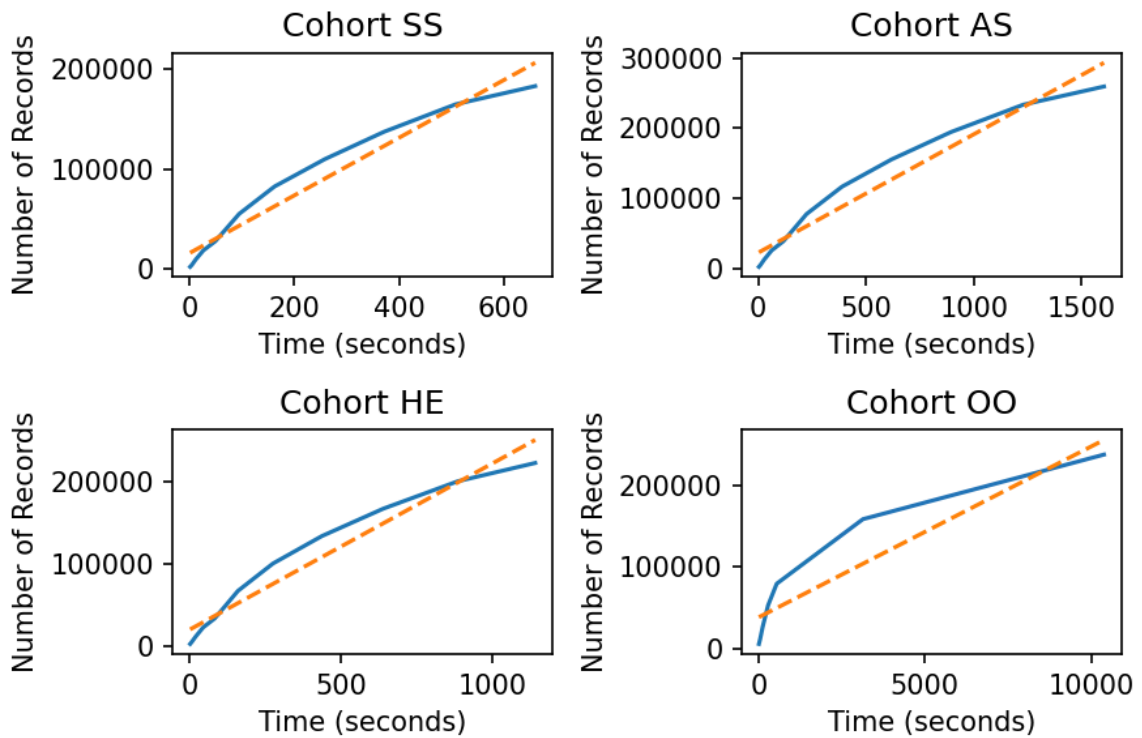 Cohort SS
Number of Records
200000
100000
0
0 200 400 600
Time (seconds)
Cohort AS
Number of Records
300000
200000
100000
0
0 500 1000 1500
Time (seconds)
Cohort HE
Number of Records
200000
100000
0
0 500 1000
Time (seconds)
Cohort OO
Number of Records
200000
100000
0
0 5000 10000
Time (seconds)